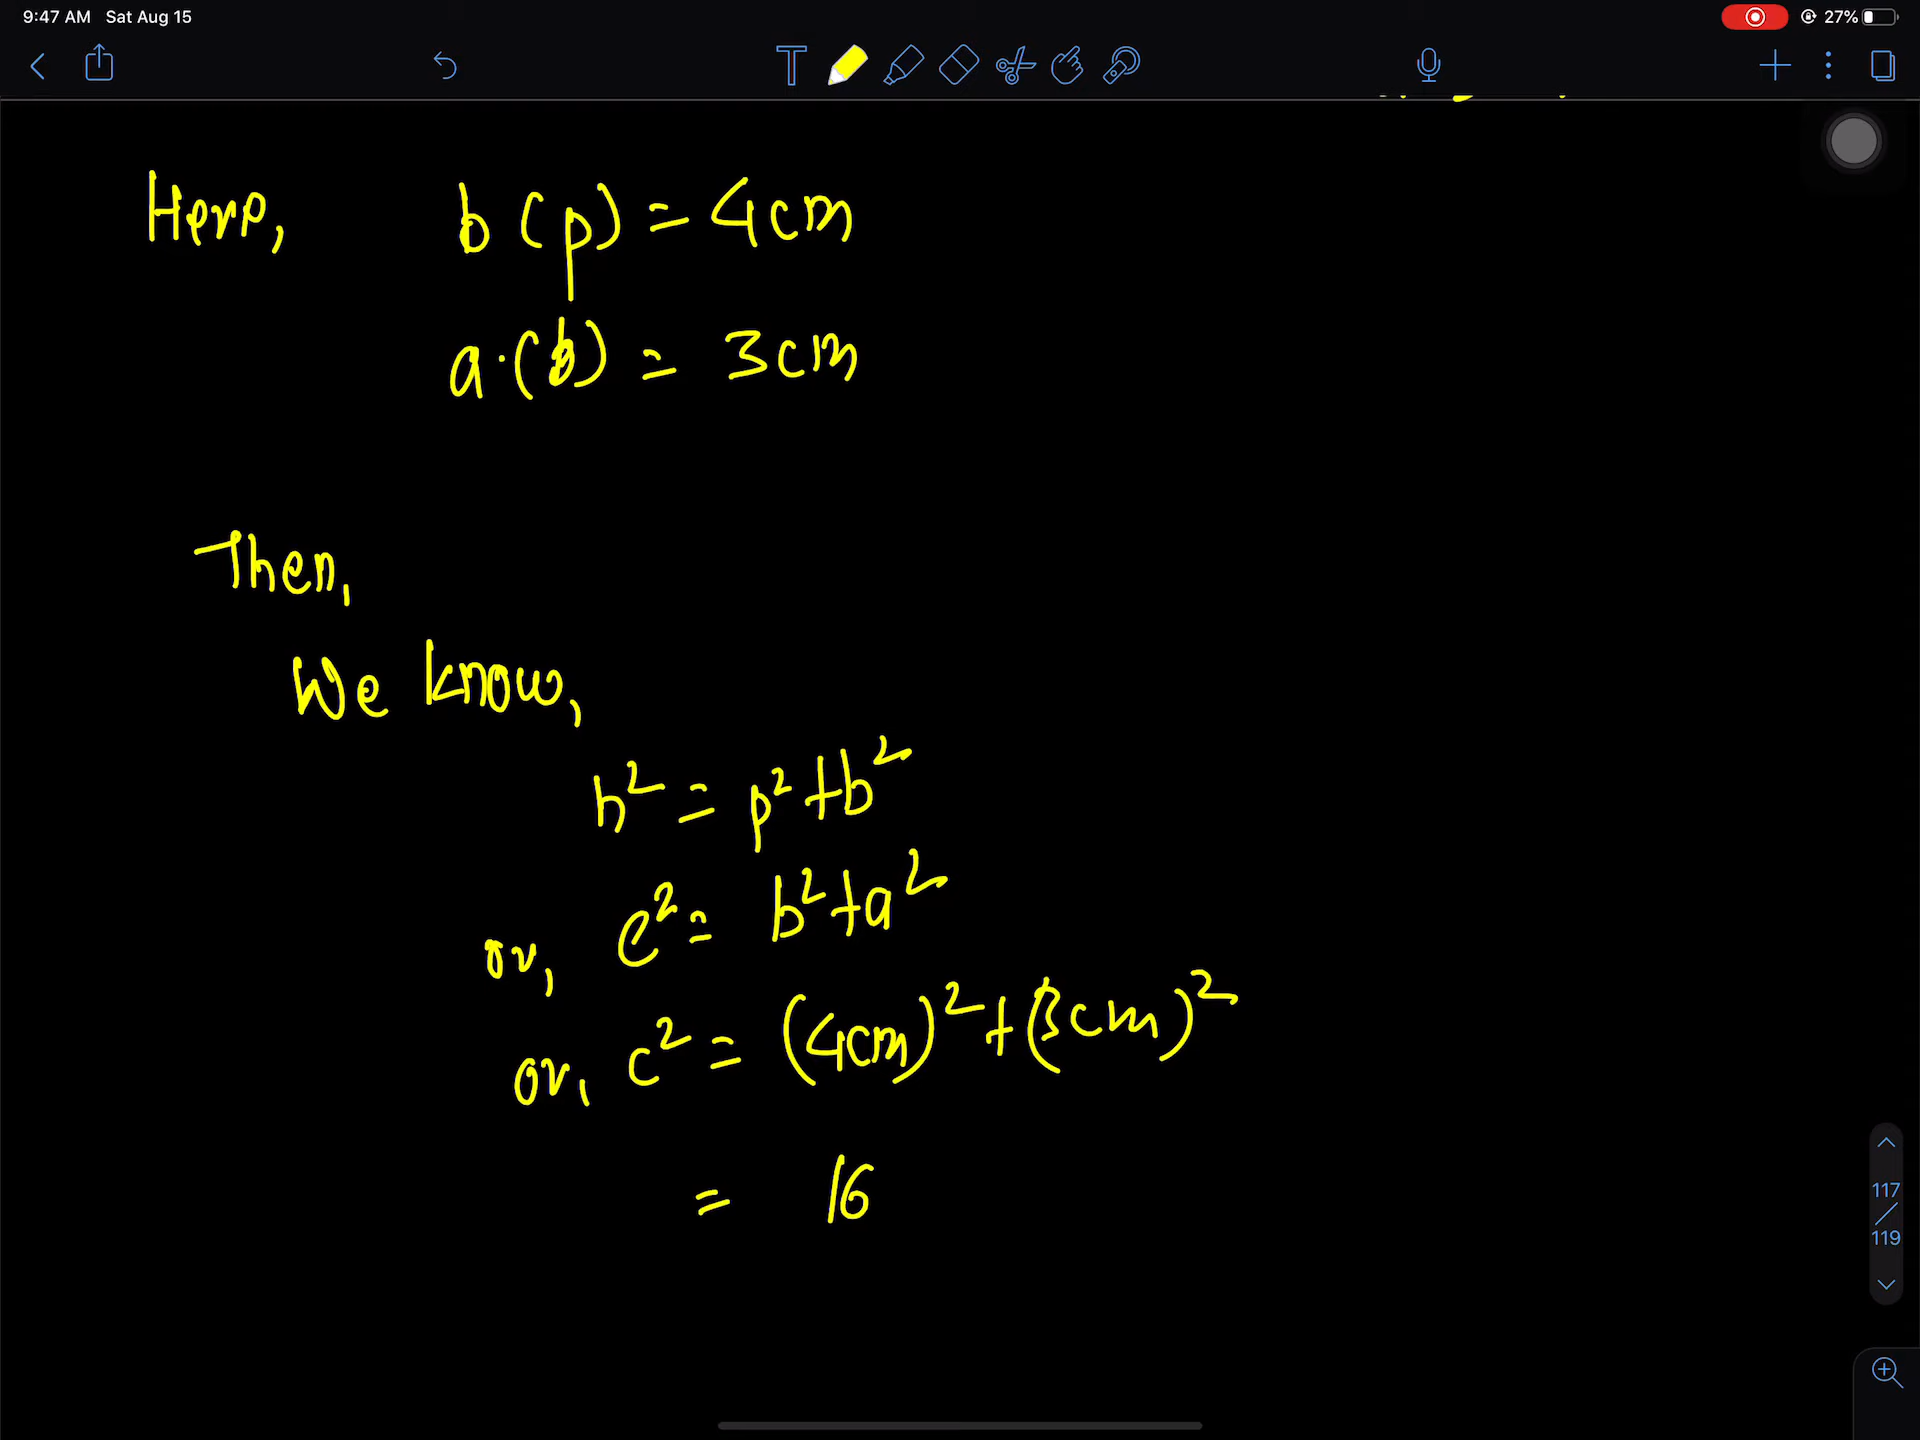 9:47 AM Sat Aug 15 27%
Here, b (p) = 4cm
a. (b) = 3cm
Then,
We know,
h² = p² + b²
or, c² = b² + a²
or, c² = (4cm)² + (3cm)²
= 16
117
/
119